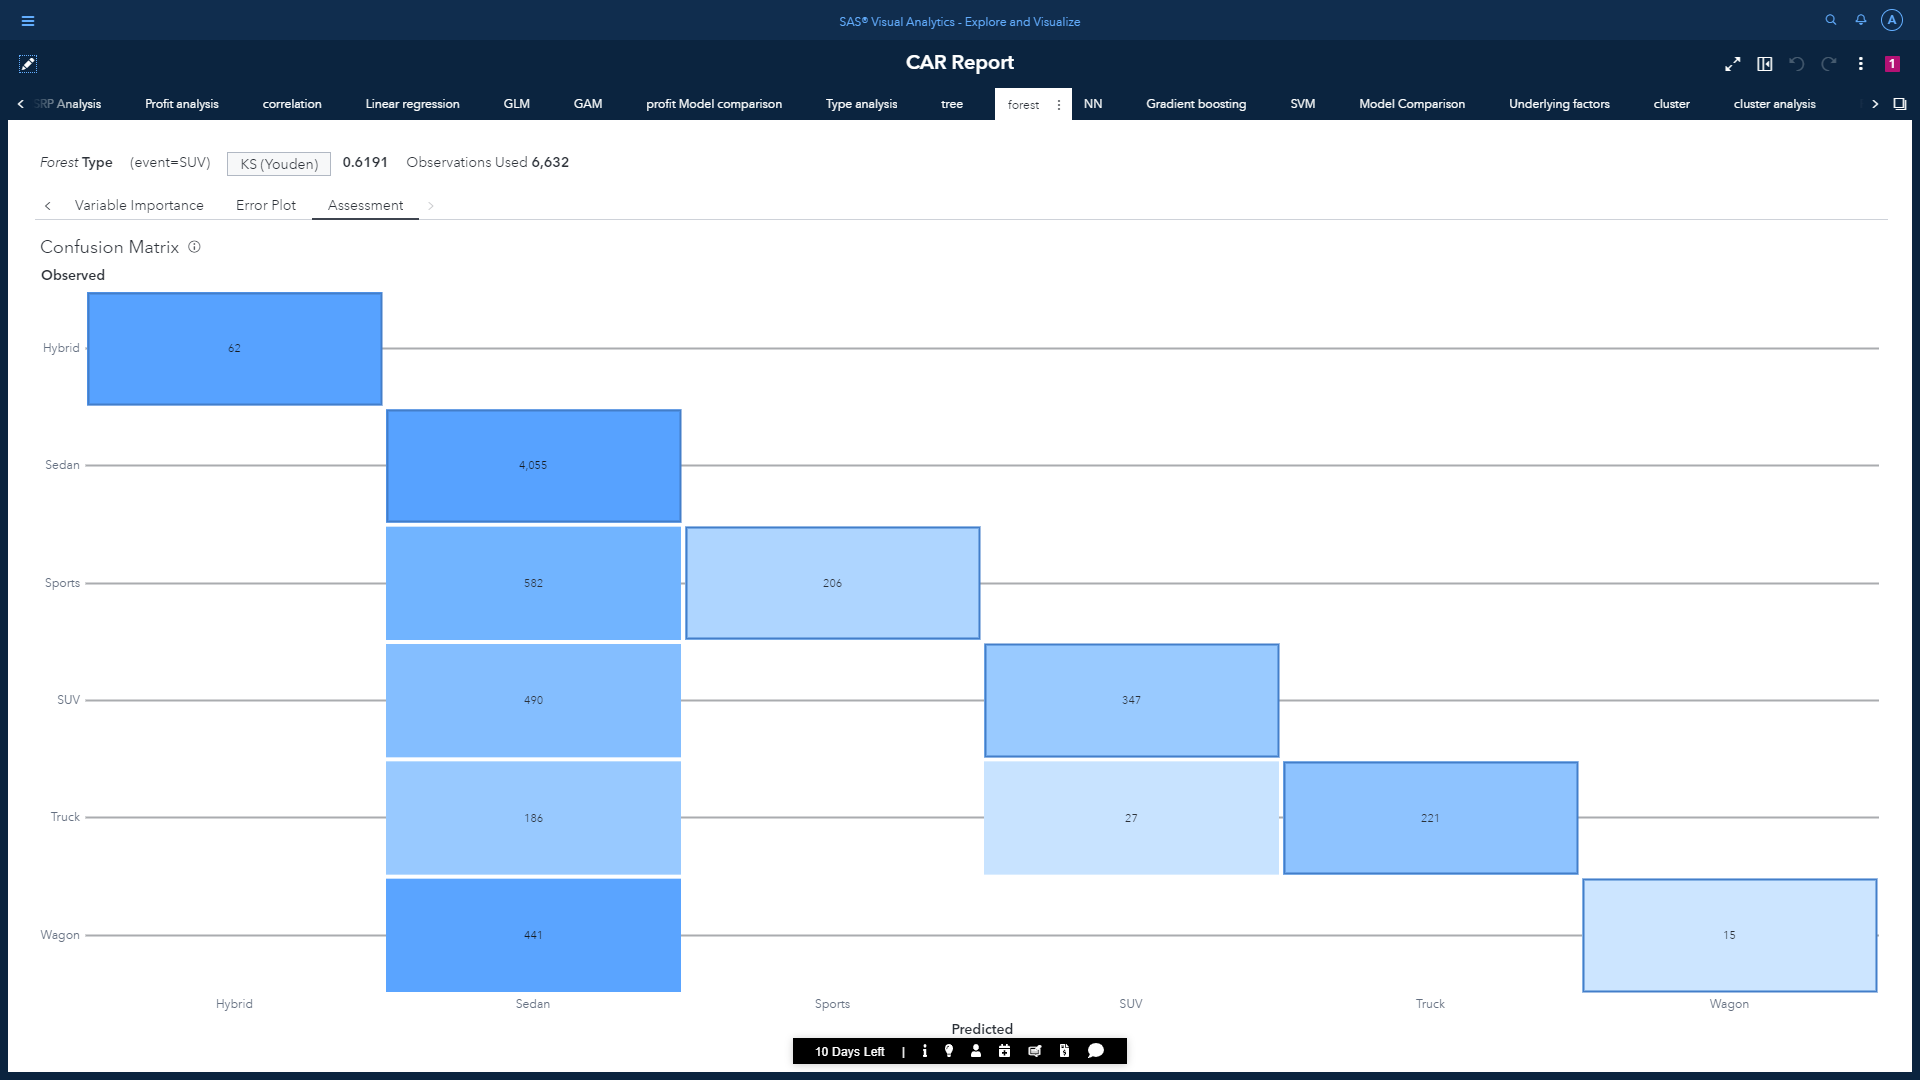 SAS® Visual Analytics - Explore and Visualize
A
CAR Report
1
SRP Analysis Profit analysis correlation Linear regression GLM GAM profit Model comparison Type analysis tree forest NN Gradient boosting SVM Model Comparison Underlying factors cluster cluster analysis
Forest Type (event=SUV) KS (Youden) 0.6191 Observations Used 6,632
Variable Importance Error Plot Assessment
Confusion Matrix
Observed
Hybrid 62
Sedan 4,055
Sports 582 206
SUV 490 347
Truck 186 27 221
Wagon 441 15
Hybrid Sedan Sports SUV Truck Wagon
Predicted
10 Days Left |